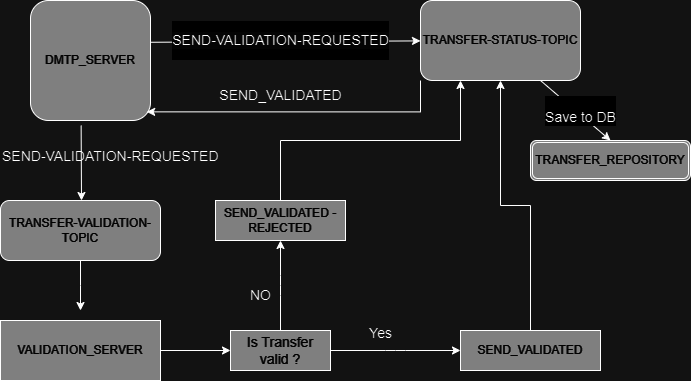 DMTP_SERVER
SEND-VALIDATION-REQUESTED
TRANSFER-STATUS-TOPIC
SEND_VALIDATED
Save to DB
TRANSFER_REPOSITORY
SEND-VALIDATION-REQUESTED
TRANSFER-VALIDATION-
TOPIC
SEND_VALIDATED -
REJECTED
NO
VALIDATION_SERVER
Is Transfer
valid ?
Yes
SEND_VALIDATED